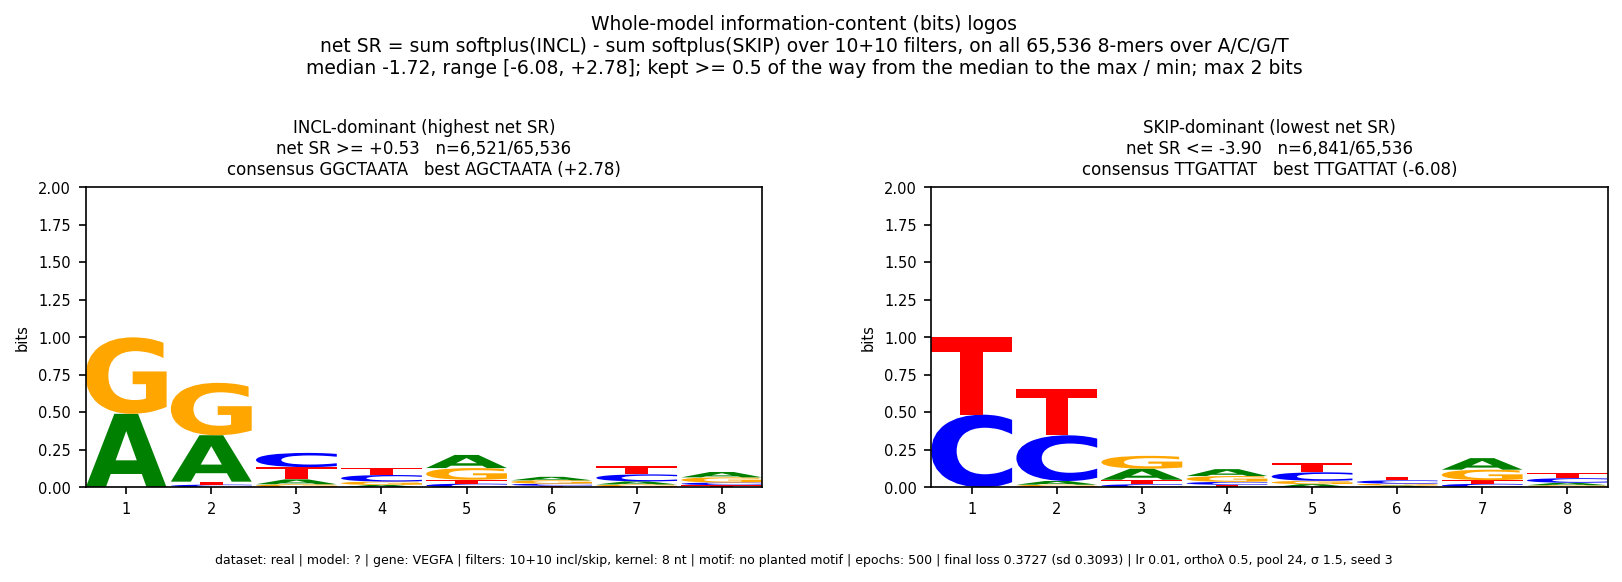 Whole-model information-content (bits) logos
net SR = sum softplus(INCL) - sum softplus(SKIP) over 10+10 filters, on all 65,536 8-mers over A/C/G/T
median -1.72, range [-6.08, +2.78]; kept >= 0.5 of the way from the median to the max / min; max 2 bits
INCL-dominant (highest net SR)
net SR >= +0.53 n=6,521/65,536
consensus GGCTAATA best AGCTAATA (+2.78)
2.00
1.75
1.50
1.25
1.00
0.75
0.50
0.25
0.00
bits
1 2 3 4 5 6 7 8
SKIP-dominant (lowest net SR)
net SR <= -3.90 n=6,841/65,536
consensus TTGATTAT best TTGATTAT (-6.08)
2.00
1.75
1.50
1.25
1.00
0.75
0.50
0.25
0.00
bits
1 2 3 4 5 6 7 8
dataset: real | model: ? | gene: VEGFA | filters: 10+10 incl/skip, kernel: 8 nt | motif: no planted motif | epochs: 500 | final loss 0.3727 (sd 0.3093) | lr 0.01, orthoλ 0.5, pool 24, σ 1.5, seed 3